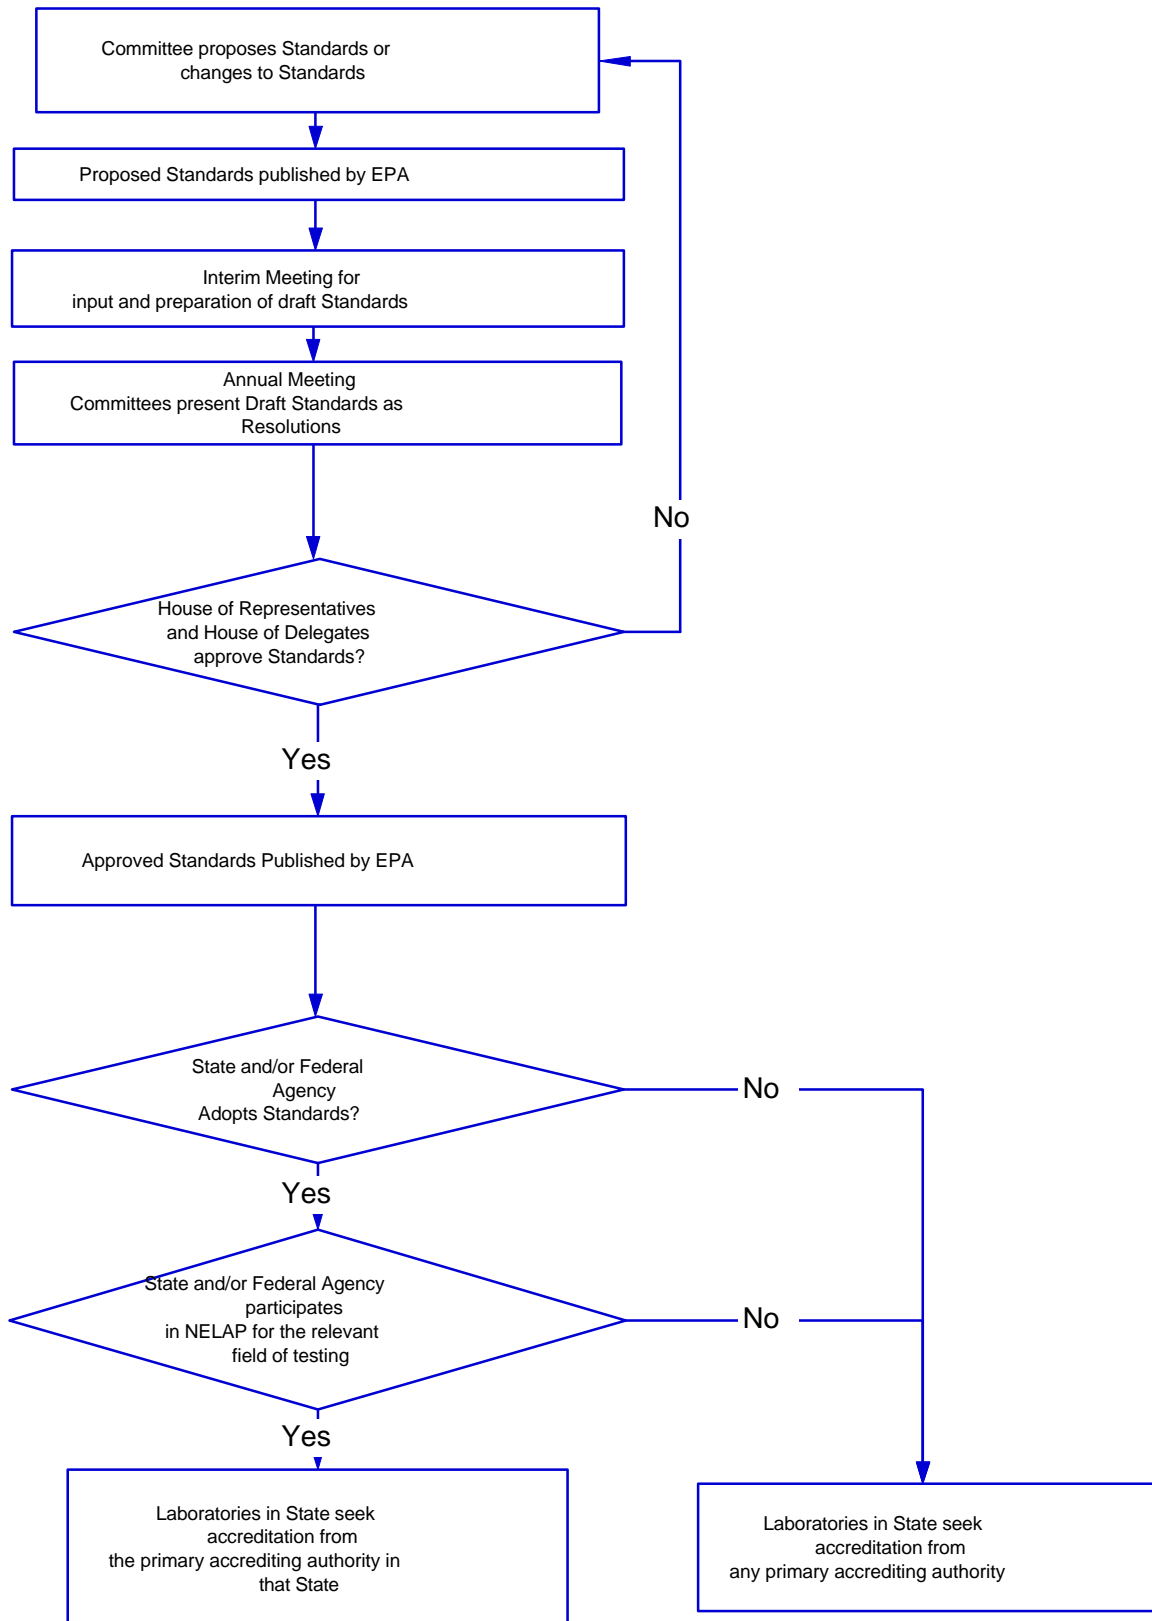 Committee proposes Standards or
changes to Standards
Proposed Standards published by EPA
Interim Meeting for
input and preparation of draft Standards
Annual Meeting
Committees present Draft Standards as
Resolutions
No
House of Representatives
and House of Delegates
approve Standards?
Yes
Approved Standards Published by EPA
State and/or Federal
Agency
Adopts Standards?
No
Yes
State and/or Federal Agency
participates
in NELAP for the relevant
field of testing
No
Yes
Laboratories in State seek
accreditation from
the primary accrediting authority in
that State
Laboratories in State seek
accreditation from
any primary accrediting authority